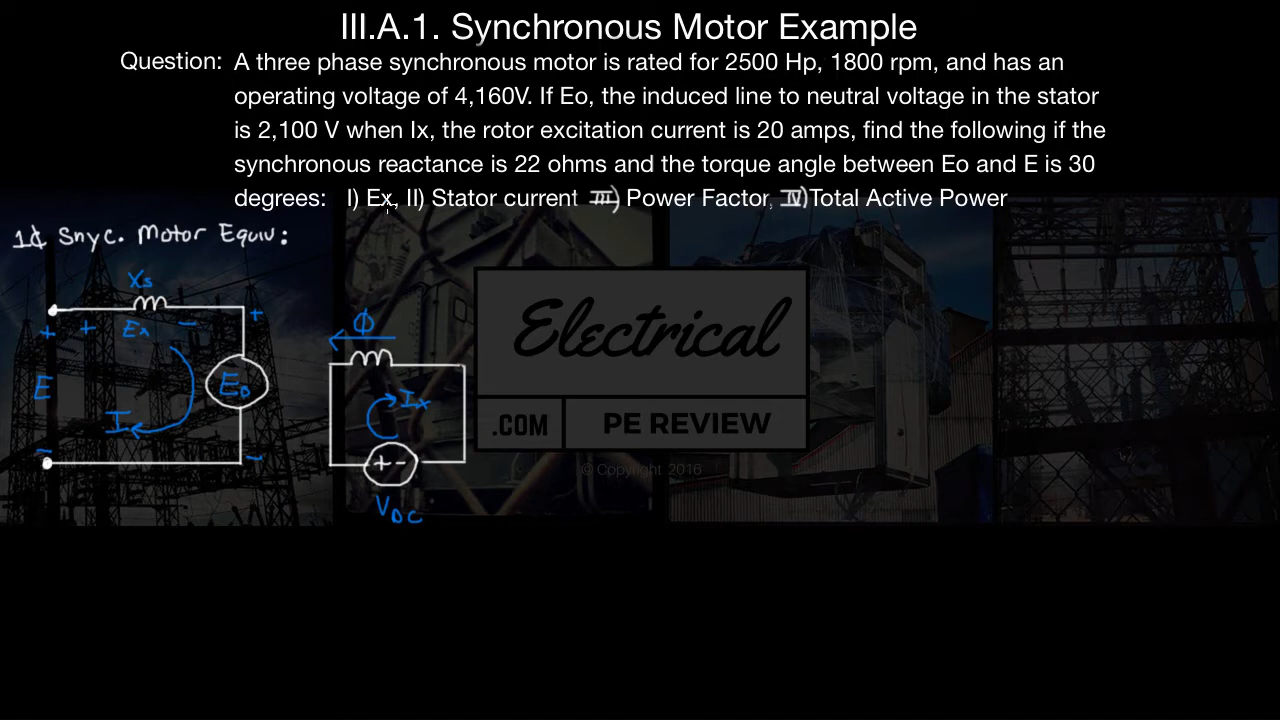 III.A.1. Synchronous Motor Example
Question: A three phase synchronous motor is rated for 2500 Hp, 1800 rpm, and has an
operating voltage of 4,160V. If Eo, the induced line to neutral voltage in the stator
is 2,100 V when Ix, the rotor excitation current is 20 amps, find the following if the
synchronous reactance is 22 ohms and the torque angle between Eo and E is 30
degrees: I) Ex, II) Stator current III) Power Factor, IV) Total Active Power
1ϕ Snyc. Motor Equiv:
Xs
+ + Ex - +
E
I
Eo
- -
Φ
Ix
+ -
VDC
Electrical
.COM PE REVIEW
© Copyright 2016